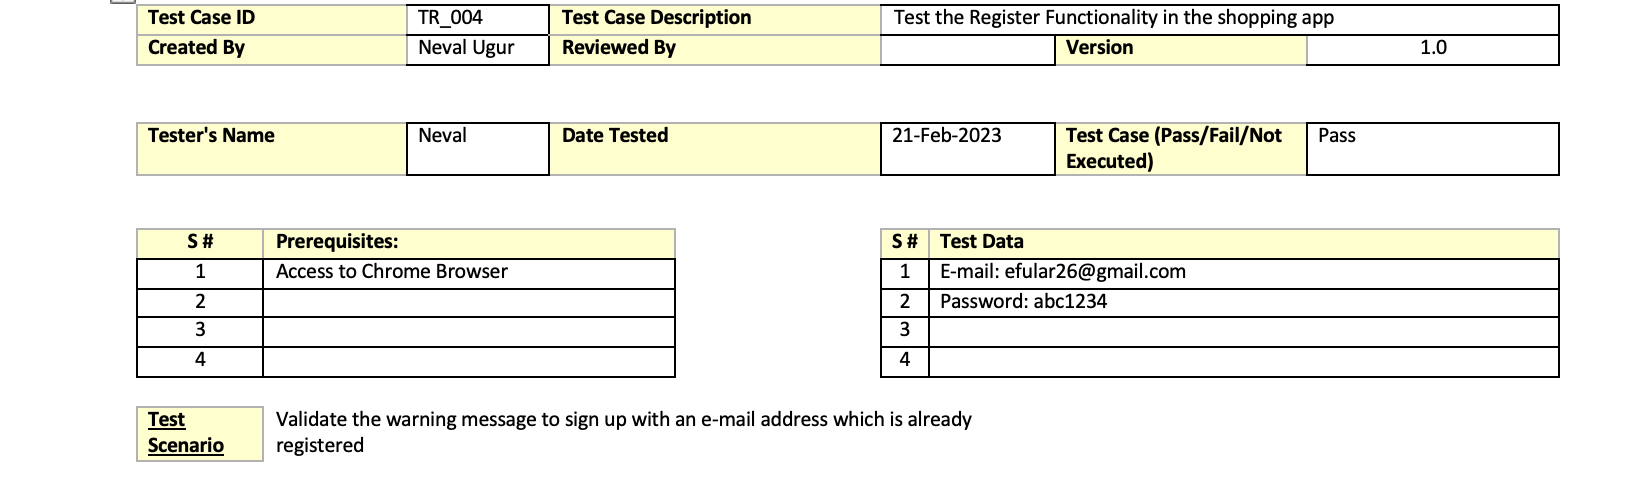 Test Case ID TR_004 Test Case Description Test the Register Functionality in the shopping app
Created By Neval Ugur Reviewed By Version 1.0
Tester's Name Neval Date Tested 21-Feb-2023 Test Case (Pass/Fail/Not Pass
Executed)
S # Prerequisites: S # Test Data
1 Access to Chrome Browser 1 E-mail: efular26@gmail.com
2 2 Password: abc1234
3 3
4 4
Test Validate the warning message to sign up with an e-mail address which is already
Scenario registered